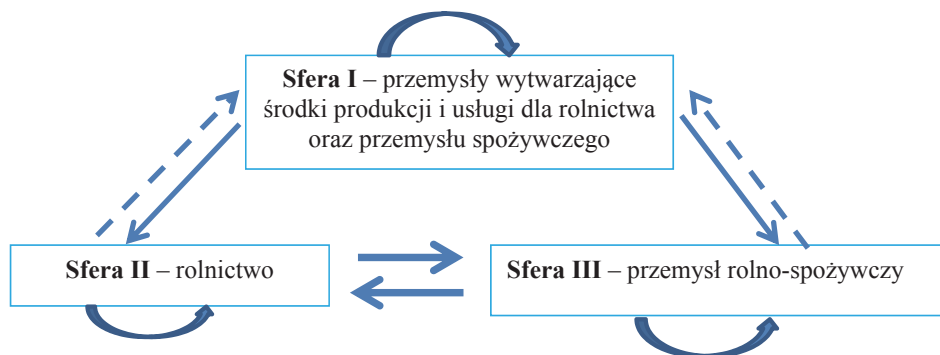 Sfera I – przemysły wytwarzające
środki produkcji i usługi dla rolnictwa
oraz przemysłu spożywczego
Sfera II – rolnictwo
Sfera III – przemysł rolno-spożywczy